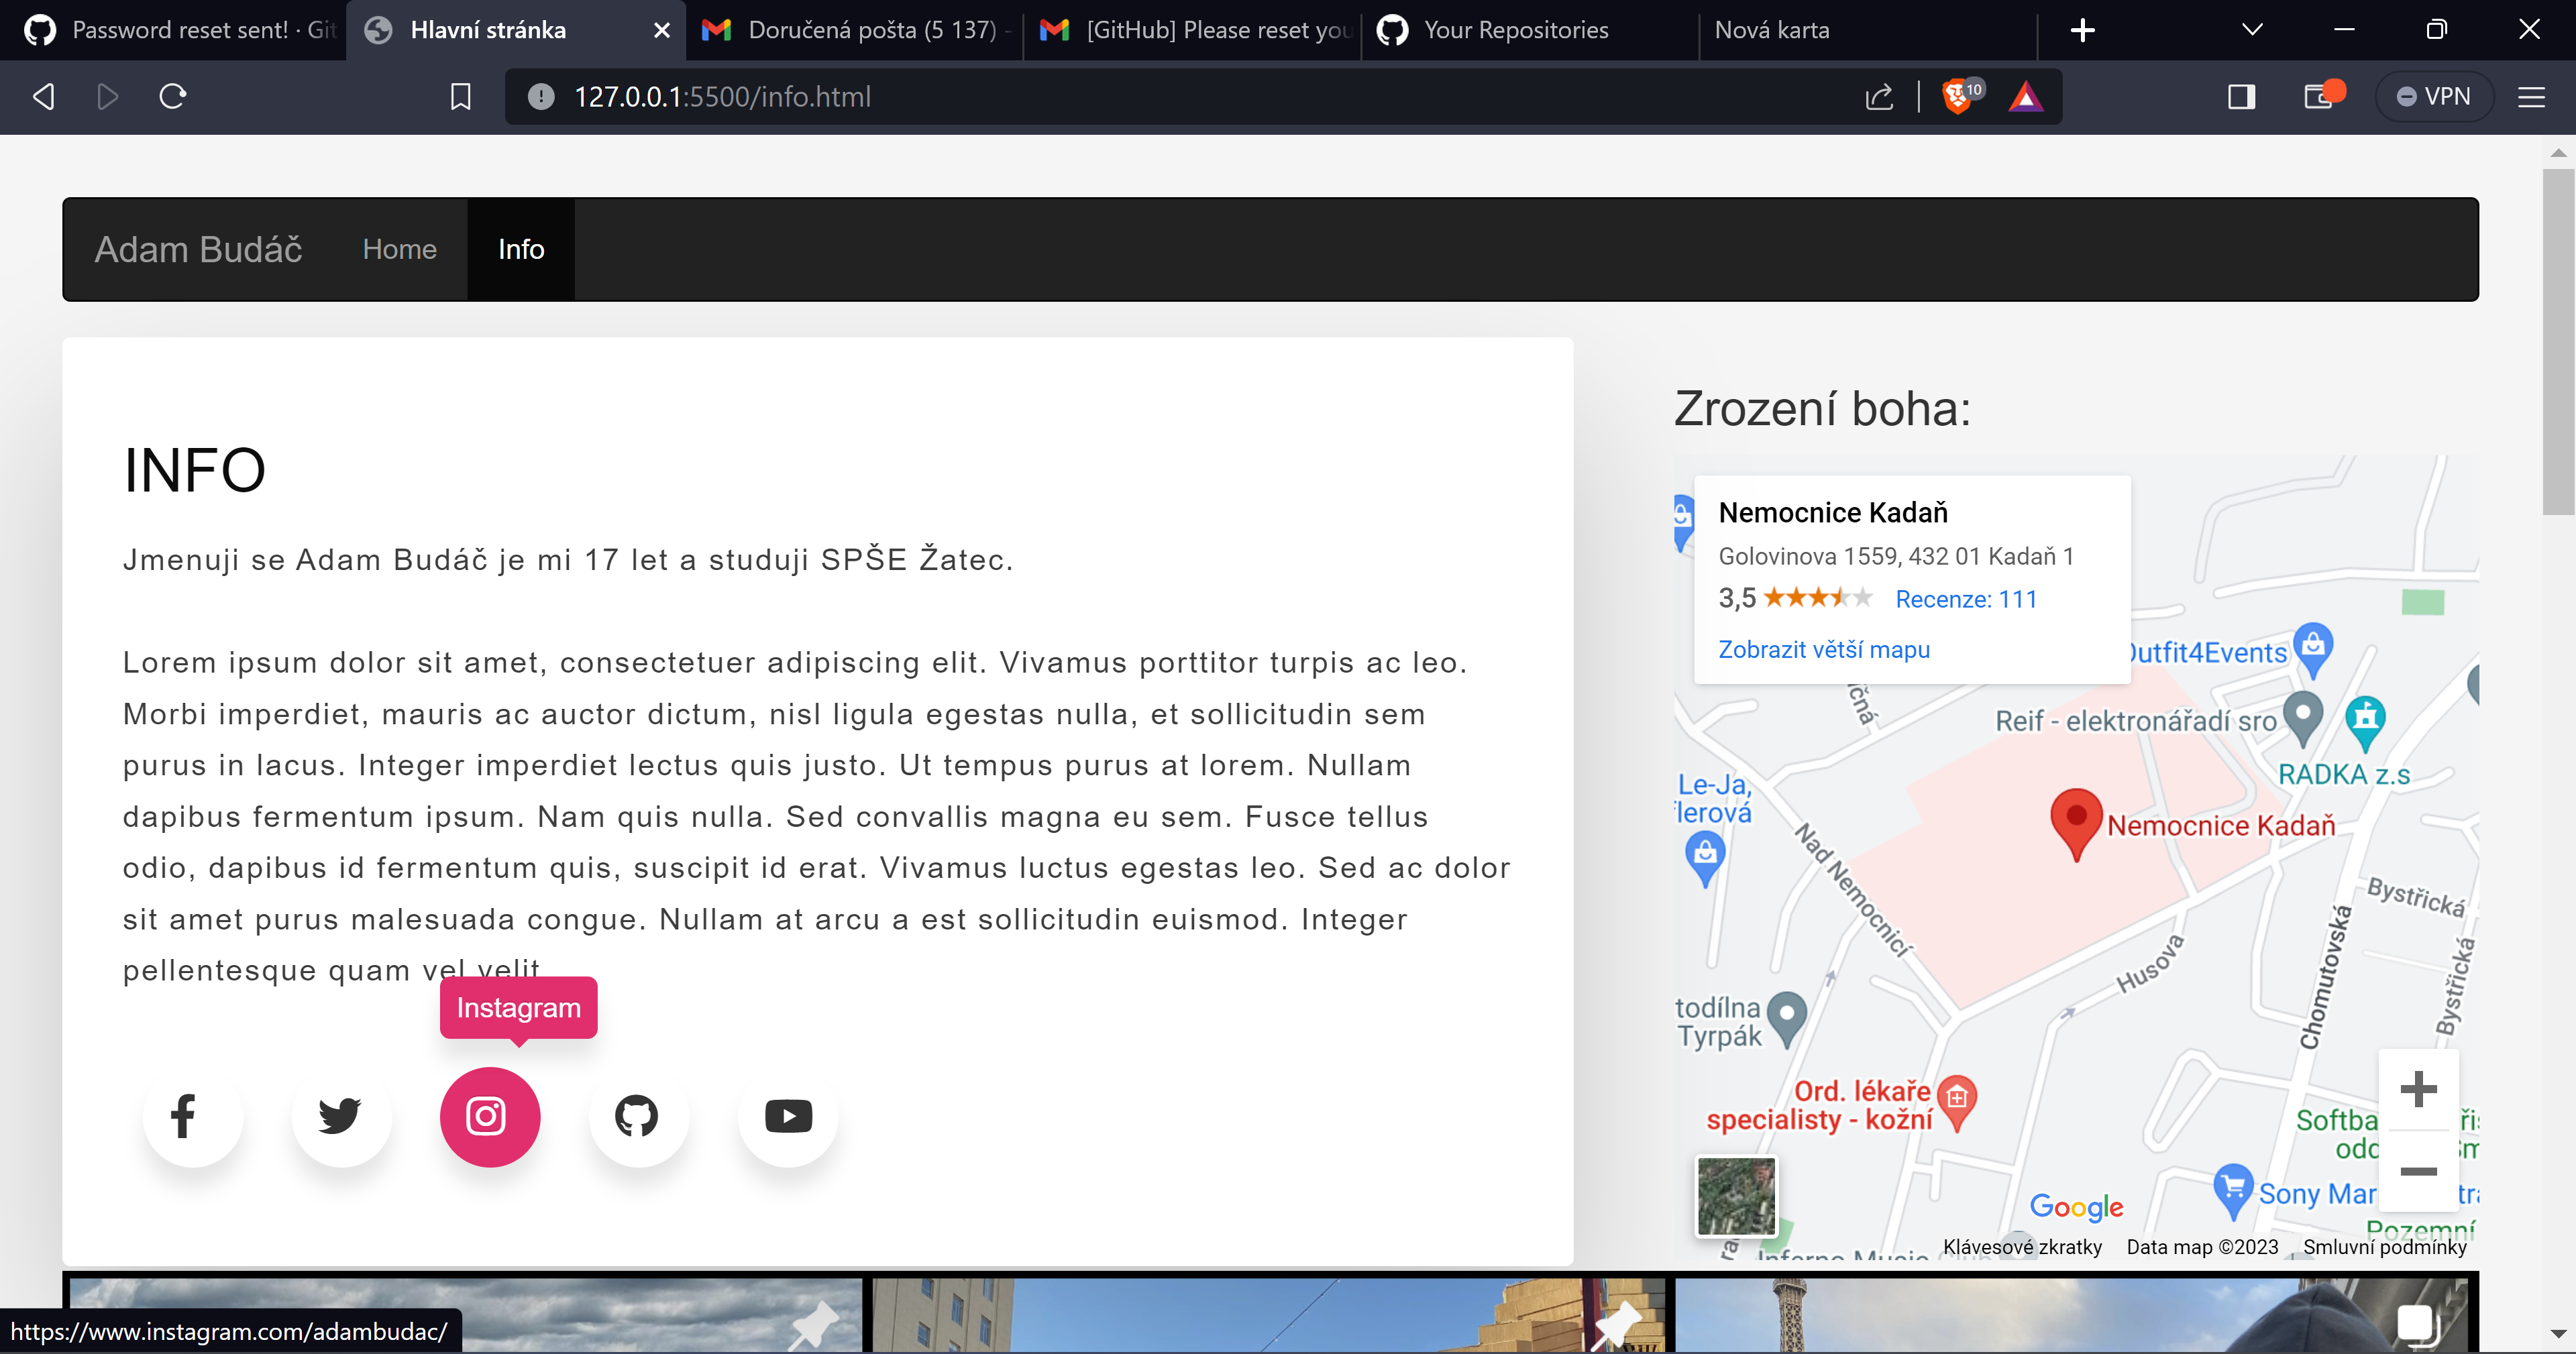 Password reset sent! · Git
Hlavní stránka
Doručená pošta (5 137) -
[GitHub] Please reset you
Your Repositories
Nová karta
127.0.0.1:5500/info.html
10
VPN
Adam Budáč
Home
Info
INFO
Jmenuji se Adam Budáč je mi 17 let a studuji SPŠE Žatec.
Lorem ipsum dolor sit amet, consectetuer adipiscing elit. Vivamus porttitor turpis ac leo.
Morbi imperdiet, mauris ac auctor dictum, nisl ligula egestas nulla, et sollicitudin sem
purus in lacus. Integer imperdiet lectus quis justo. Ut tempus purus at lorem. Nullam
dapibus fermentum ipsum. Nam quis nulla. Sed convallis magna eu sem. Fusce tellus
odio, dapibus id fermentum quis, suscipit id erat. Vivamus luctus egestas leo. Sed ac dolor
sit amet purus malesuada congue. Nullam at arcu a est sollicitudin euismod. Integer
pellentesque quam vel velit
Instagram
Zrození boha:
Nemocnice Kadaň
Golovinova 1559, 432 01 Kadaň 1
3,5
Recenze: 111
Zobrazit větší mapu
Outfit4Events
Reif - elektronářadí sro
RADKA z.s
Le-Ja,
flerová
Nemocnice Kadaň
Nad Nemocnicí
Bystřická
Husova
Chomutovská
Bystřická
todílna
Tyrpák
Ord. lékaře
specialisty - kožní
Softba
odd
Sony Mar
Pozemní
Google
Inferno Music Club
Klávesové zkratky
Data map ©2023
Smluvní podmínky
https://www.instagram.com/adambudac/